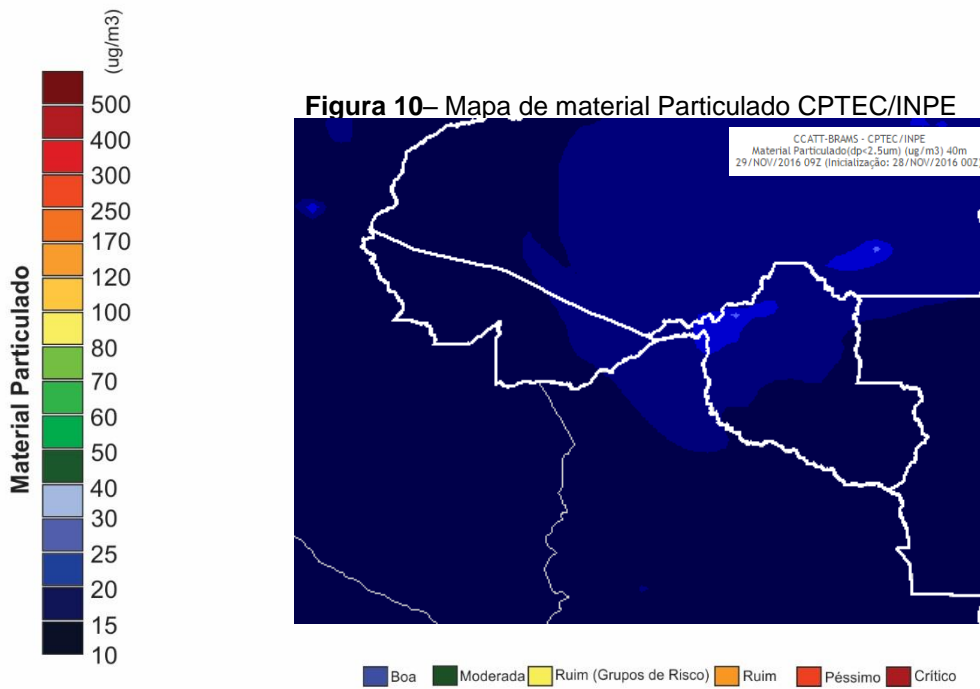 (ug/m3)
Material Particulado
500
400
300
250
170
120
100
80
70
60
50
40
30
25
20
15
10
Figura 10– Mapa de material Particulado CPTEC/INPE
CCATT-BRAMS - CPTEC/INPE
Material Particulado(dp<2.5um) (ug/m3) 40m
29/NOV/2016 09Z (Inicialização: 28/NOV/2016 00Z)
Boa Moderada Ruim (Grupos de Risco) Ruim Péssimo Crítico